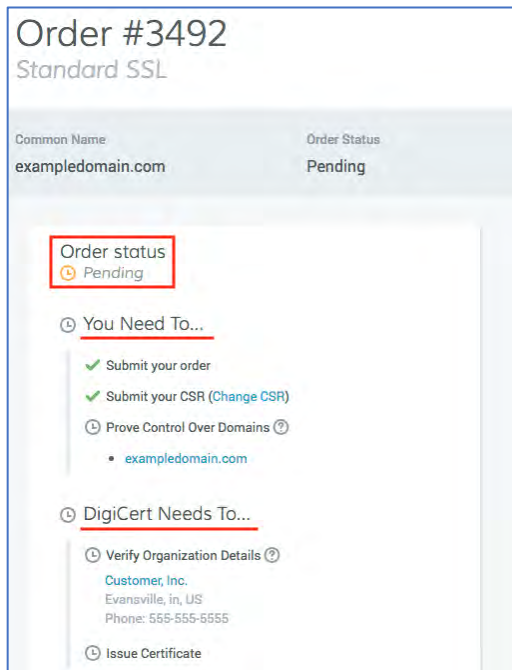 Order #3492
Standard SSL
Common Name
Order Status
exampledomain.com
Pending
Order status
Pending
You Need To...
Submit your order
Submit your CSR (Change CSR)
Prove Control Over Domains ?
• exampledomain.com
DigiCert Needs To...
Verify Organization Details ?
Customer, Inc.
Evansville, in, US
Phone: 555-555-5555
Issue Certificate